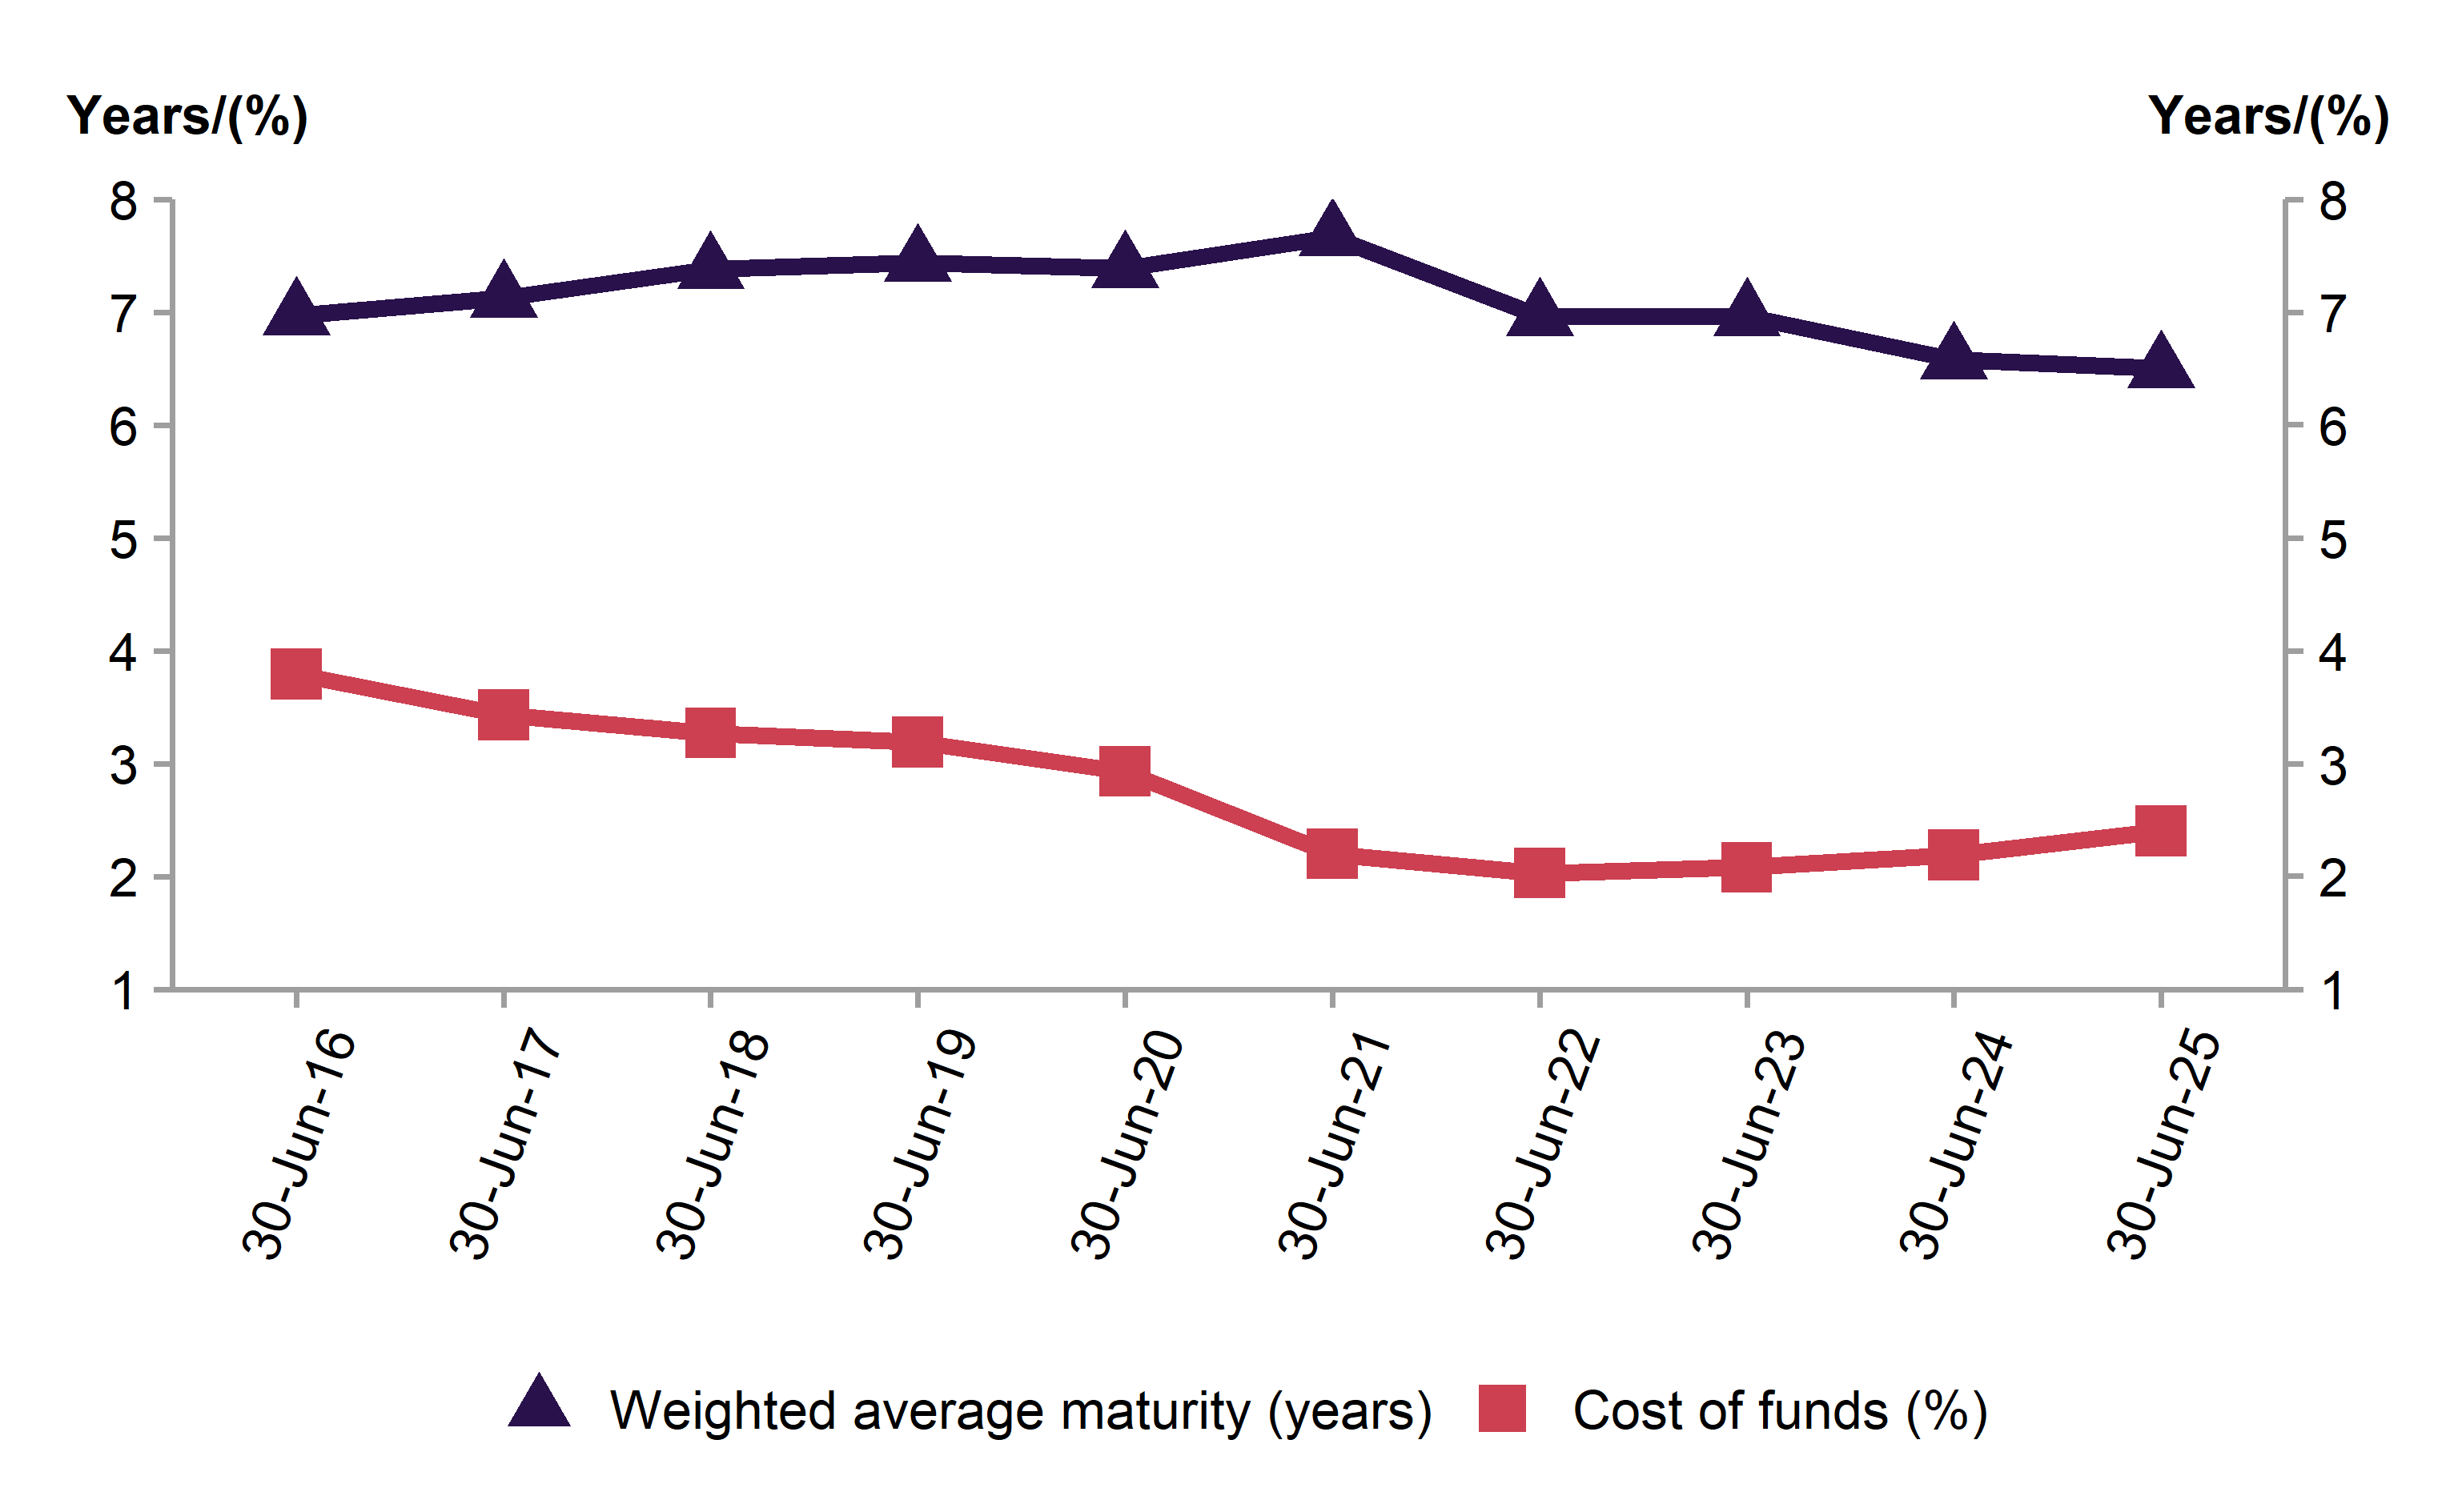 Years/(%) Years/(%)
8 8
7 7
6 6
5 5
4 4
3 3
2 2
1 1
30-Jun-16 30-Jun-17 30-Jun-18 30-Jun-19 30-Jun-20 30-Jun-21 30-Jun-22 30-Jun-23 30-Jun-24 30-Jun-25
Weighted average maturity (years) Cost of funds (%)